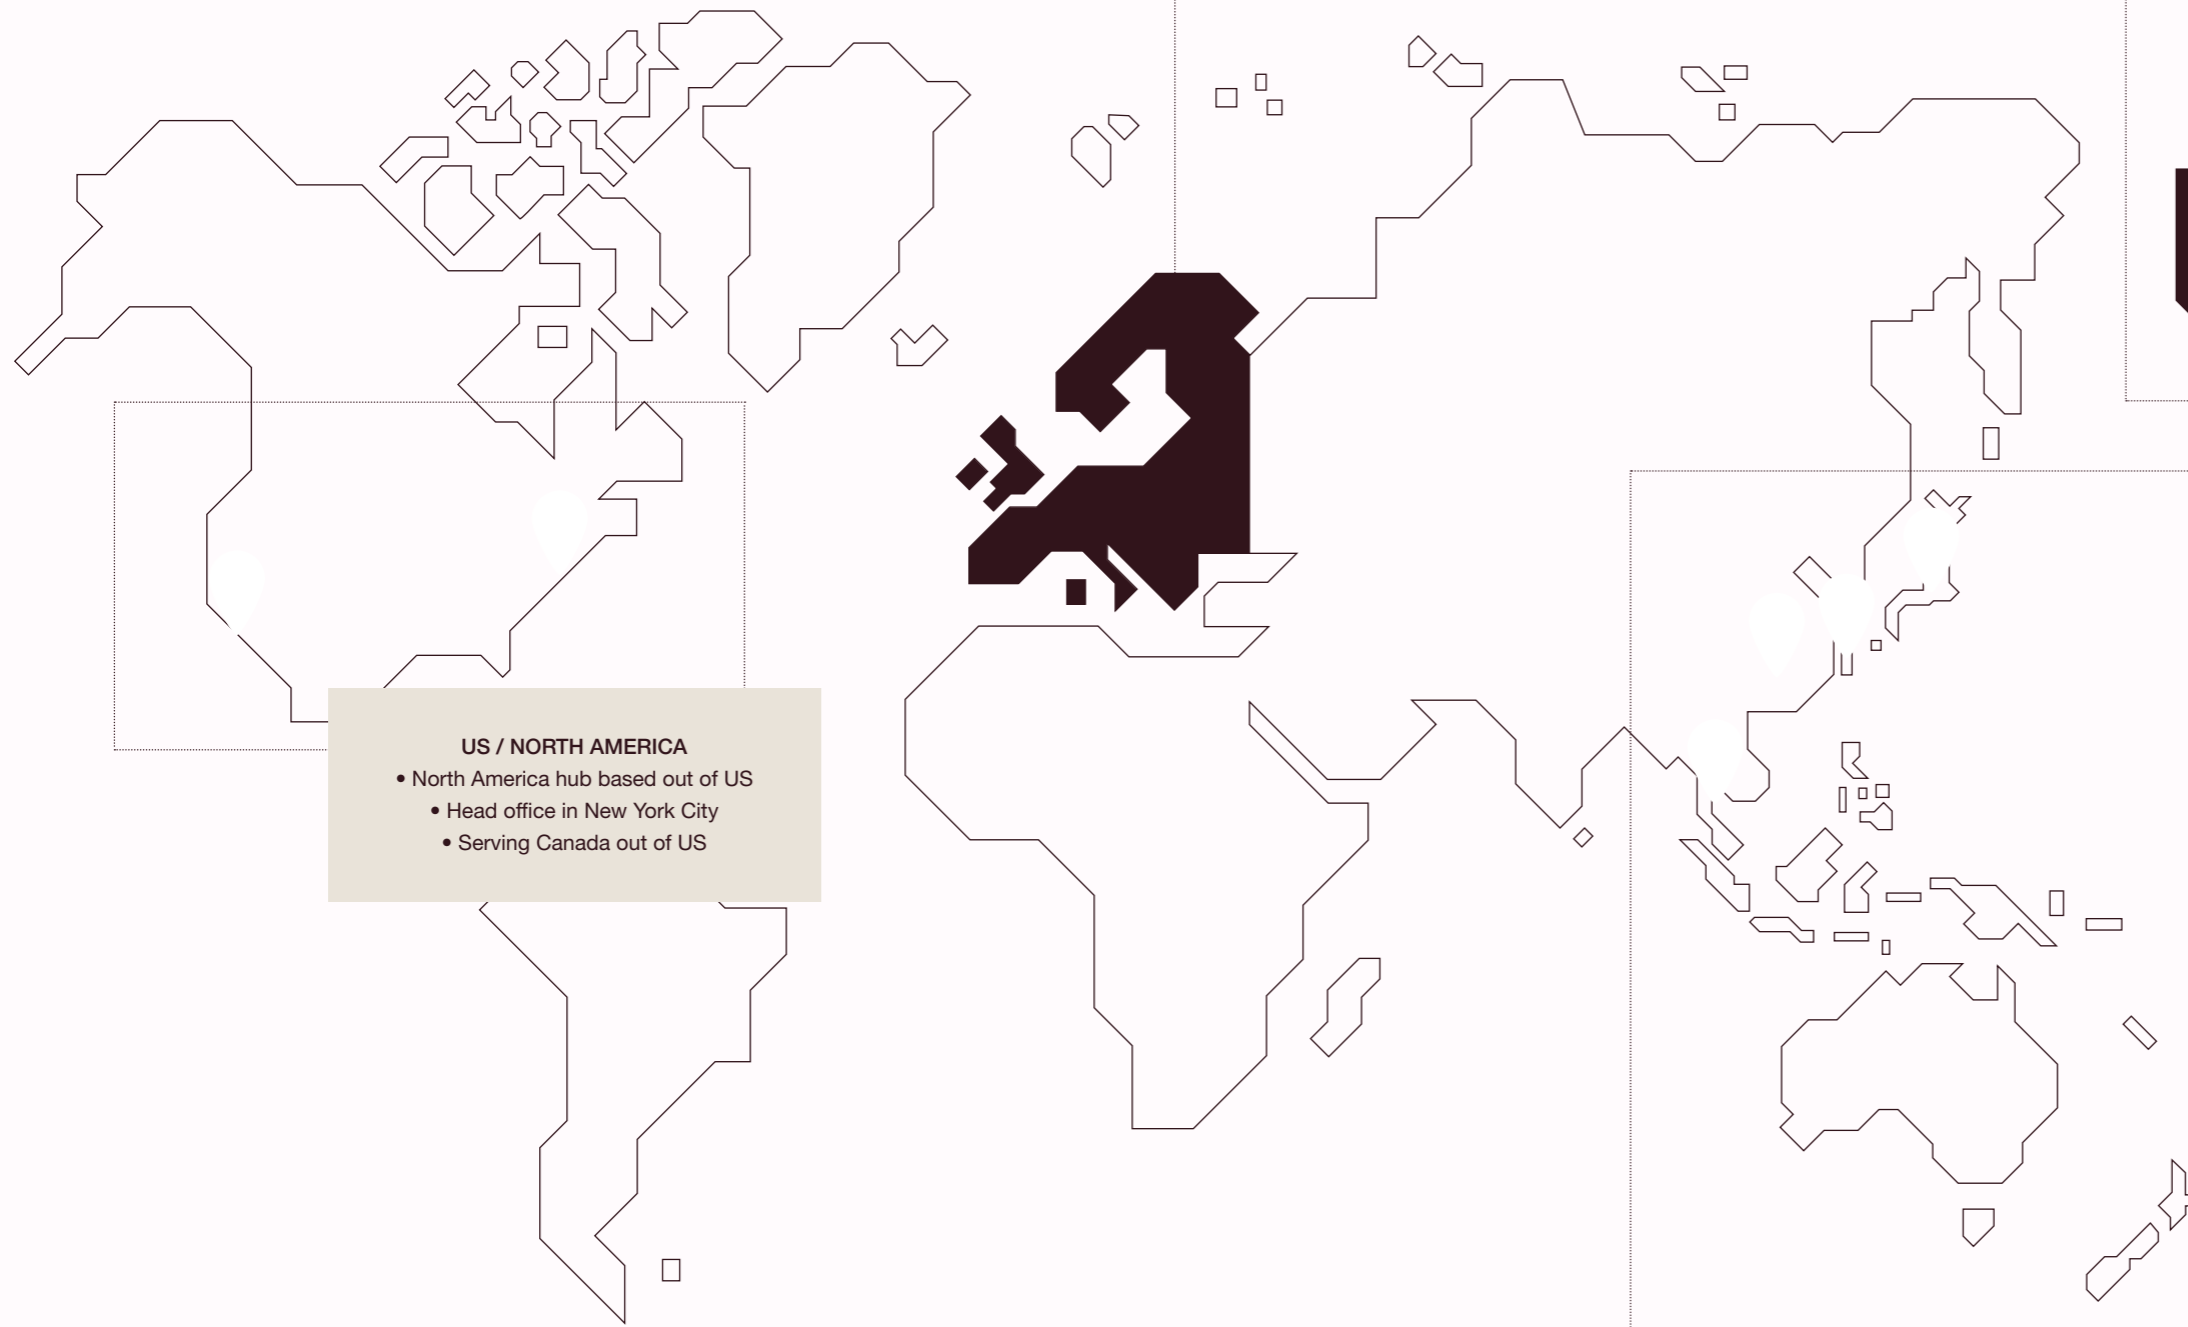 US / NORTH AMERICA
• North America hub based out of US
• Head office in New York City
• Serving Canada out of US